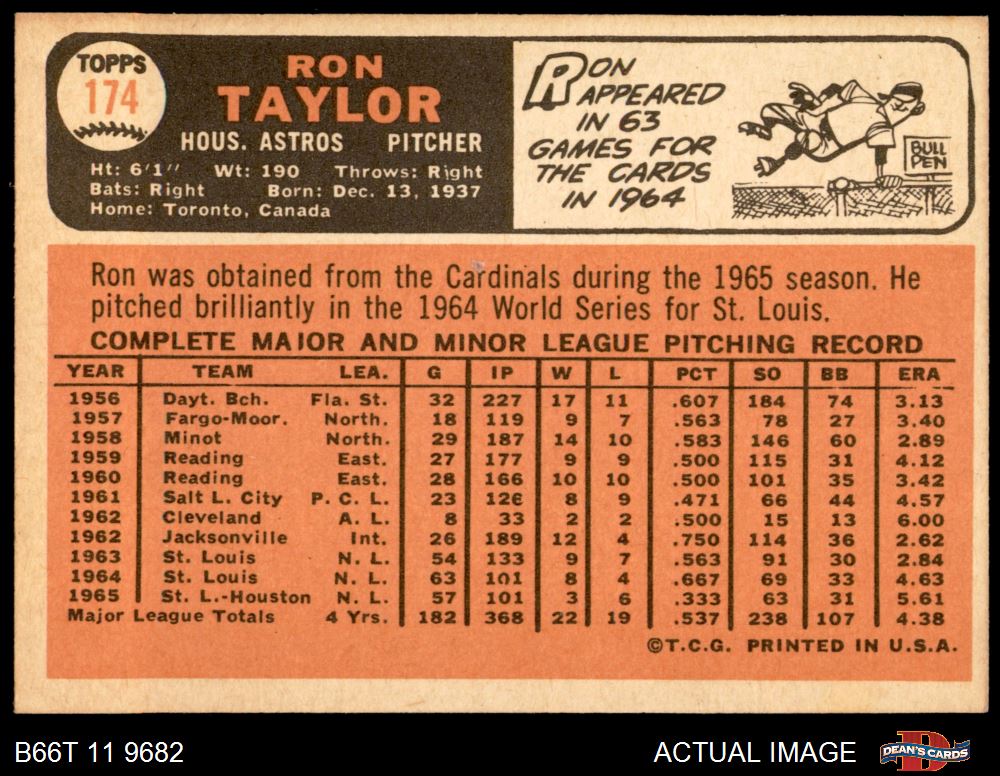 TOPPS
174
RON
TAYLOR
HOUS. ASTROS PITCHER
Ht: 6'1" Wt: 190 Throws: Right
Bats: Right Born: Dec. 13, 1937
Home: Toronto, Canada
RON
APPEARED
IN 63
GAMES FOR
THE CARDS
IN 1964
BULL
PEN
Ron was obtained from the Cardinals during the 1965 season. He
pitched brilliantly in the 1964 World Series for St. Louis.
COMPLETE MAJOR AND MINOR LEAGUE PITCHING RECORD
YEAR TEAM LEA. G IP W L PCT SO BB ERA
1956 Dayt. Bch. Fla. St. 32 227 17 11 .607 184 74 3.13
1957 Fargo-Moor. North. 18 119 9 7 .563 78 27 3.40
1958 Minot North. 29 187 14 10 .583 146 60 2.89
1959 Reading East. 27 177 9 9 .500 115 31 4.12
1960 Reading East. 28 166 10 10 .500 101 35 3.42
1961 Salt L. City P. C. L. 23 126 8 9 .471 66 44 4.57
1962 Cleveland A. L. 8 33 2 2 .500 15 13 6.00
1962 Jacksonville Int. 26 189 12 4 .750 114 36 2.62
1963 St. Louis N. L. 54 133 9 7 .563 91 30 2.84
1964 St. Louis N. L. 63 101 8 4 .667 69 33 4.63
1965 St. L.-Houston N. L. 57 101 3 6 .333 63 31 5.61
Major League Totals 4 Yrs. 182 368 22 19 .537 238 107 4.38
©T.C.G. PRINTED IN U.S.A.
B66T 11 9682 ACTUAL IMAGE
DEAN'S CARDS